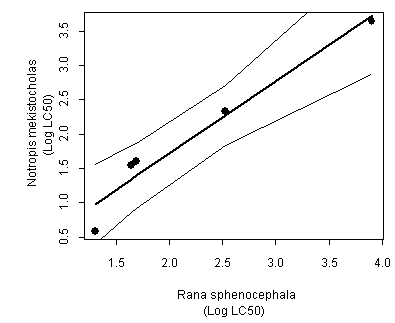 Notropis mekistocholas
(Log LC50)
3.5
3.0
2.5
2.0
1.5
1.0
0.5
1.5 2.0 2.5 3.0 3.5 4.0
Rana sphenocephala
(Log LC50)